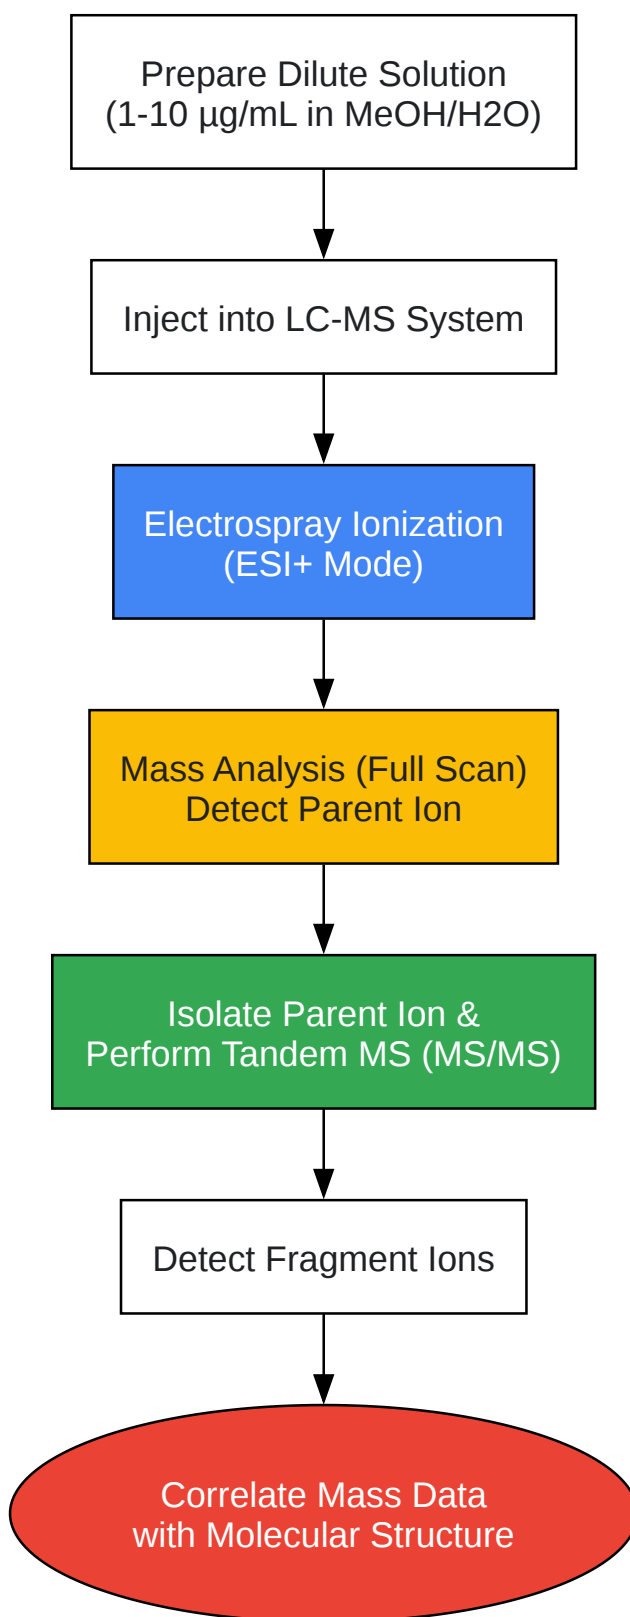 Prepare Dilute Solution
(1-10 µg/mL in MeOH/H2O)
Inject into LC-MS System
Electrospray Ionization
(ESI+ Mode)
Mass Analysis (Full Scan)
Detect Parent Ion
Isolate Parent Ion &
Perform Tandem MS (MS/MS)
Detect Fragment Ions
Correlate Mass Data
with Molecular Structure